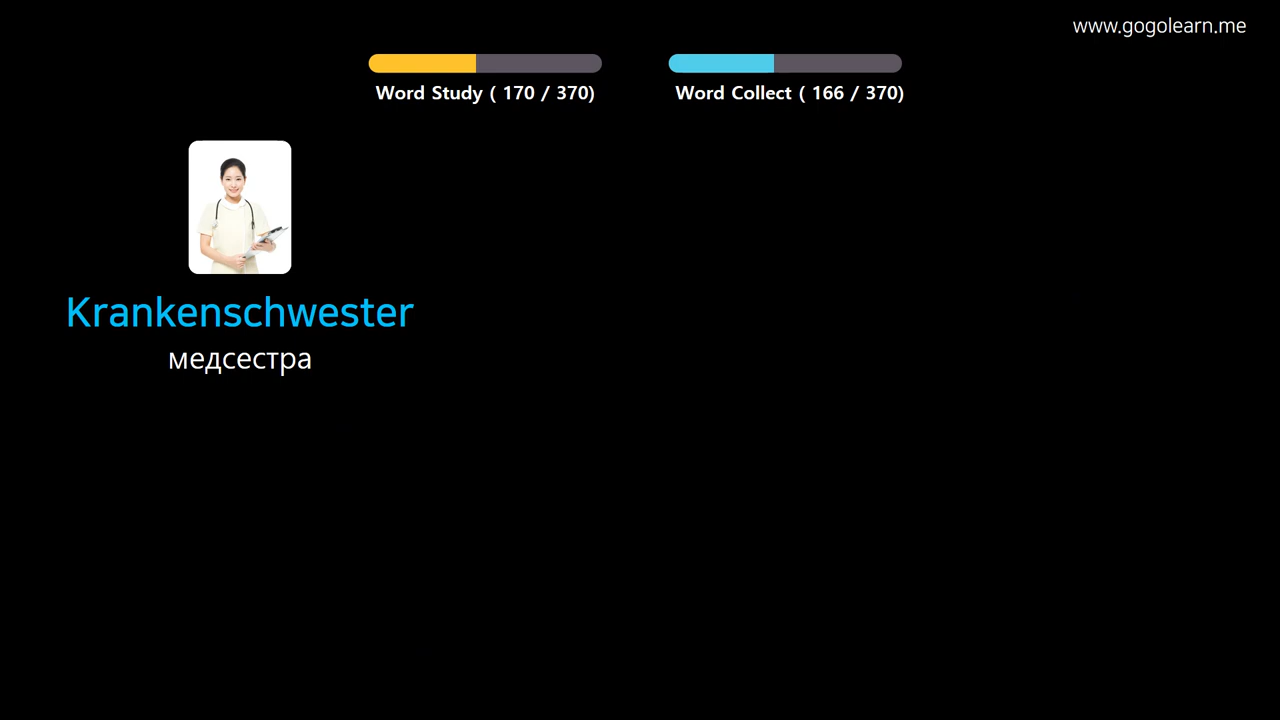 www.gogolearn.me
Word Study ( 170 / 370)
Word Collect ( 166 / 370)
Krankenschwester
медсестра